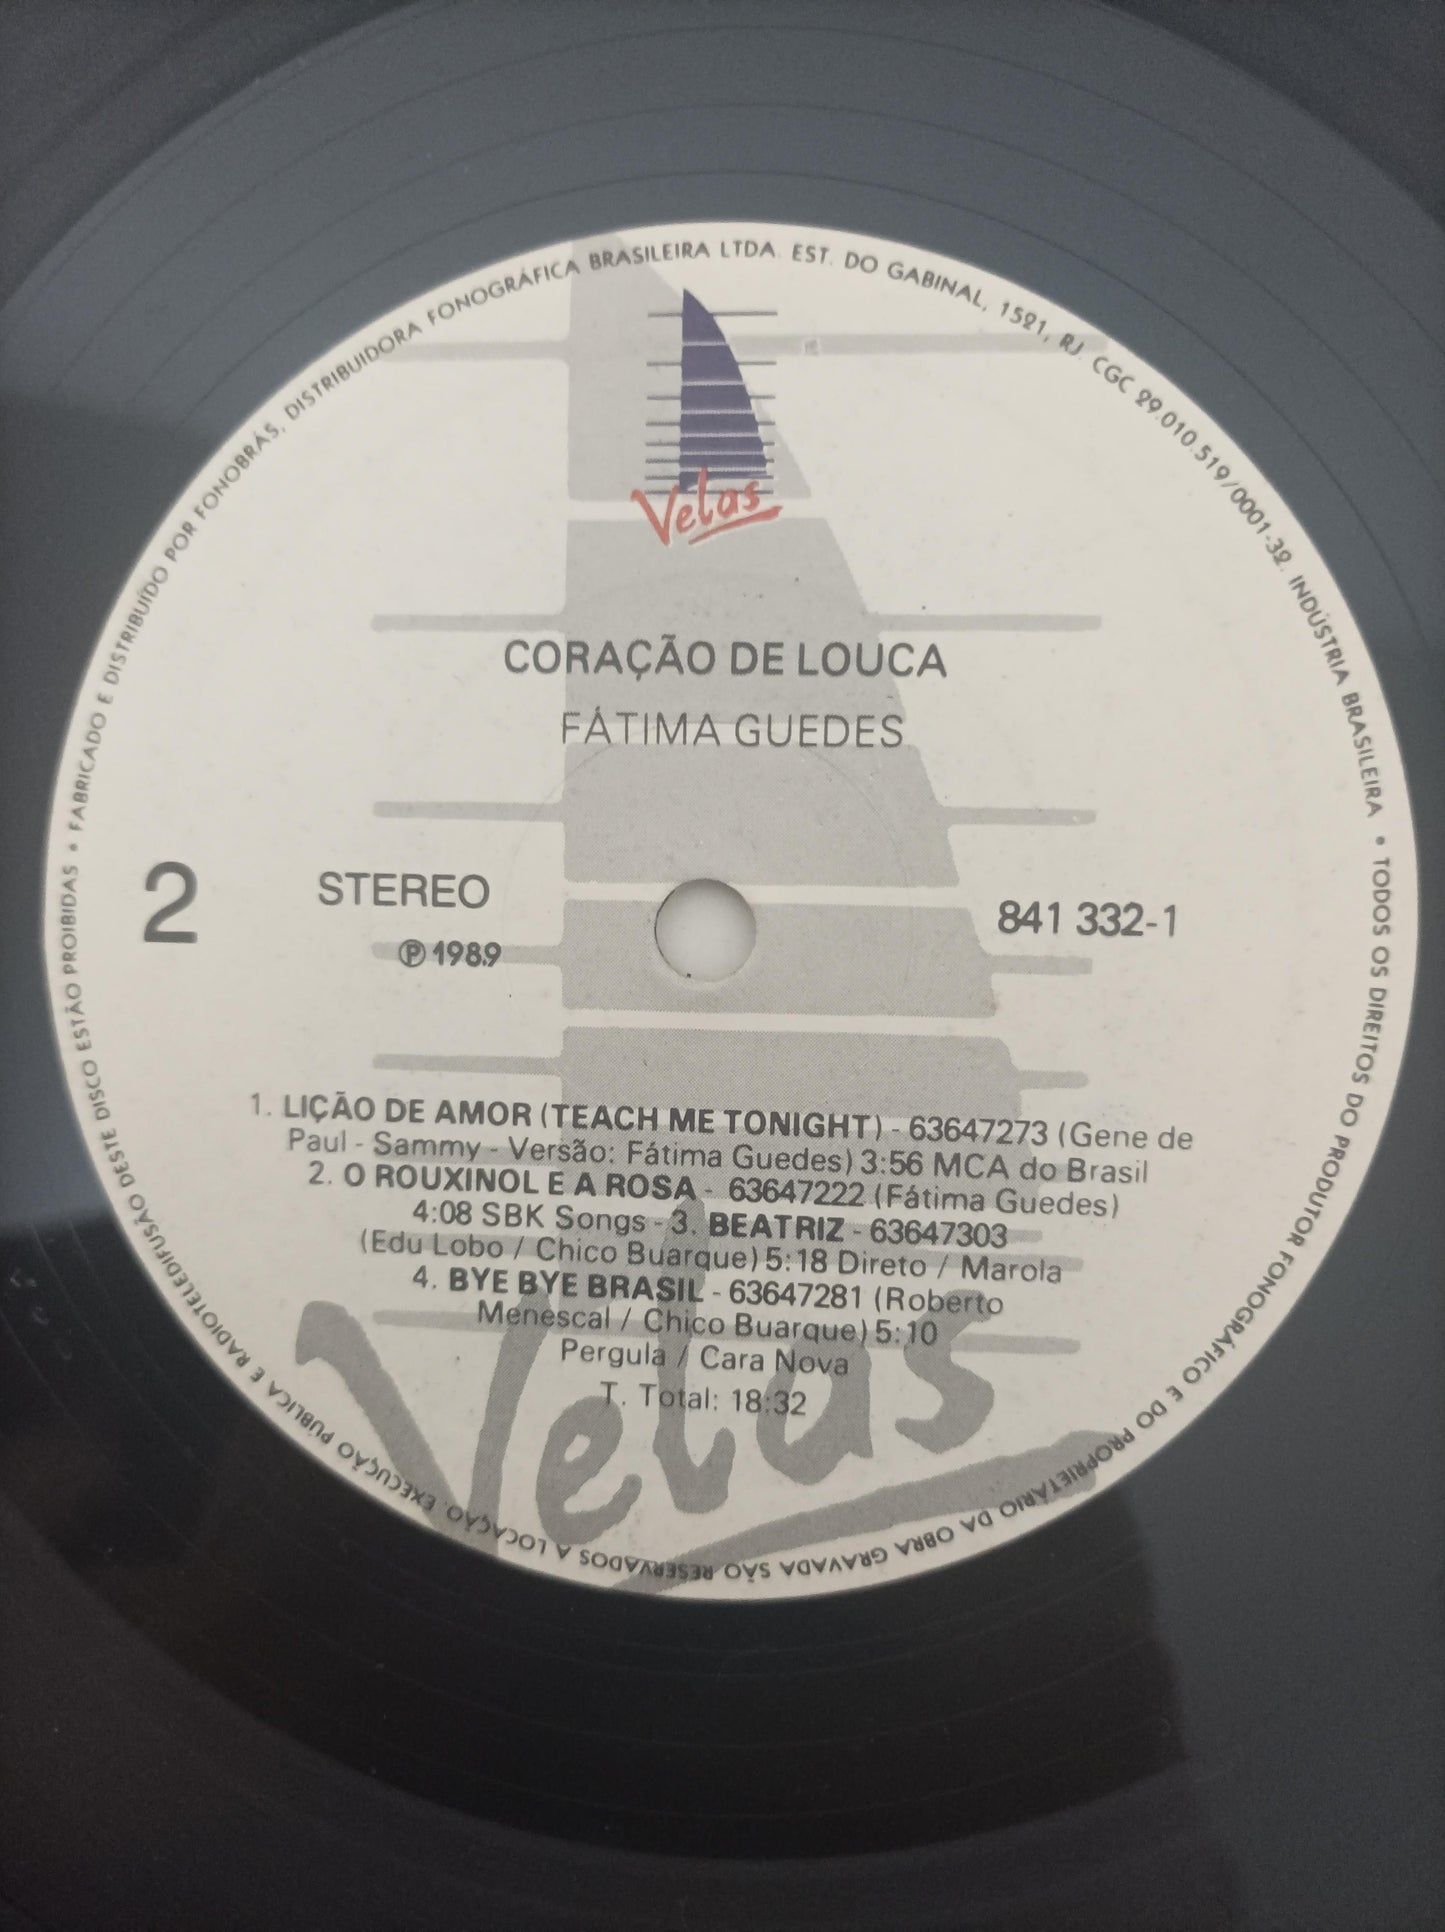 FABRICADO E DISTRIBUÍDO POR FONOBRÁS, DISTRIBUIDORA FONOGRÁFICA BRASILEIRA LTDA. EST. DO GABINAL, 1521, RJ. CGC 29.010.519/0001-32. INDÚSTRIA BRASILEIRA • TODOS OS DIREITOS DO PRODUTOR FONOGRÁFICO E DO PROPRIETÁRIO DA OBRA GRAVADA SÃO RESERVADOS A LOCAÇÃO, EXECUÇÃO PÚBLICA E RADIOTELEDIFUSÃO DESTE DISCO ESTÃO PROIBIDAS •
Velas
CORAÇÃO DE LOUCA
FÁTIMA GUEDES
2
STEREO
℗ 1989
841 332-1
1. LIÇÃO DE AMOR (TEACH ME TONIGHT) - 63647273 (Gene de
Paul - Sammy - Versão: Fátima Guedes) 3:56 MCA do Brasil
2. O ROUXINOL E A ROSA - 63647222 (Fátima Guedes)
4:08 SBK Songs - 3. BEATRIZ - 63647303
(Edu Lobo / Chico Buarque) 5:18 Direto / Marola
4. BYE BYE BRASIL - 63647281 (Roberto
Menescal / Chico Buarque) 5:10
Pergula / Cara Nova
T. Total: 18:32
Velas